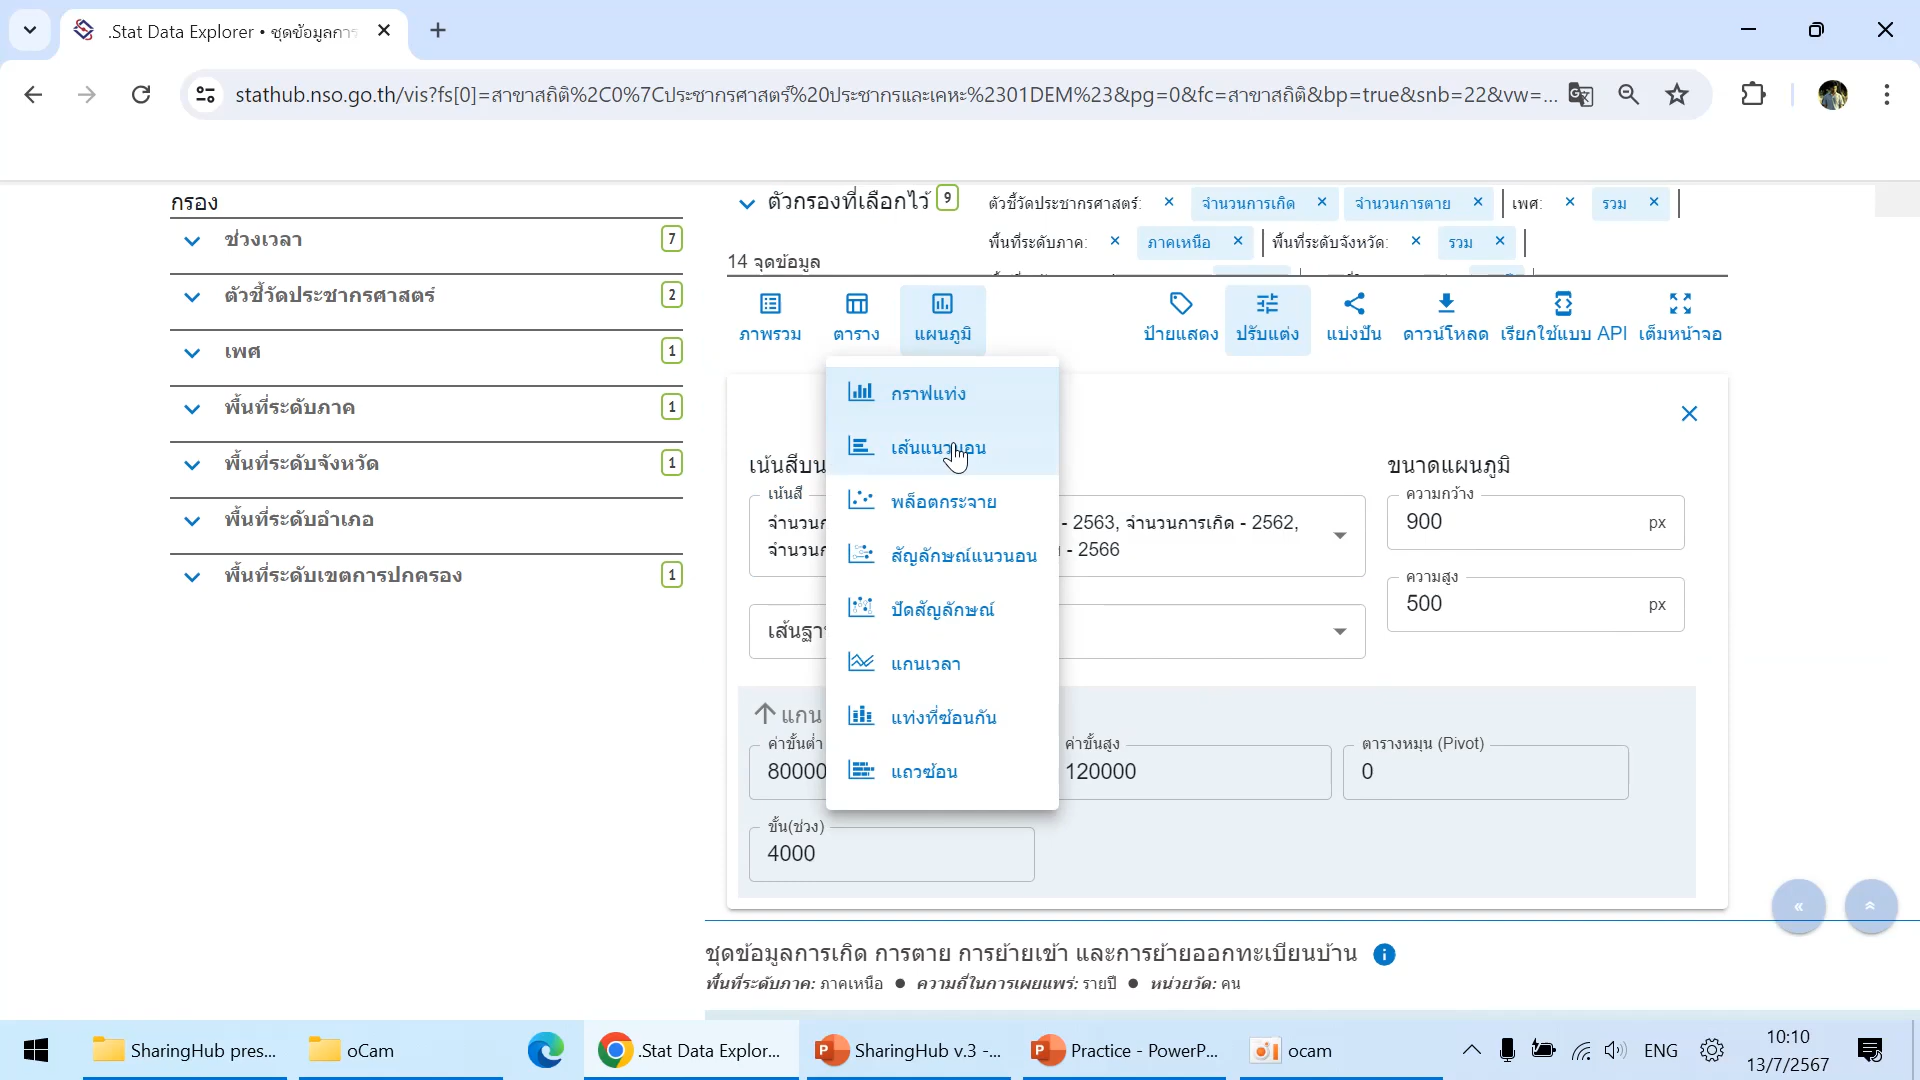 .Stat Data Explorer • ชุดข้อมูลการ
stathub.nso.go.th/vis?fs[0]=สาขาสถิติ%2C0%7Cประชากรศาสตร์%20ประชากรและเคหะ%2301DEM%23&pg=0&fc=สาขาสถิติ&bp=true&snb=22&vw=...
กรอง
ช่วงเวลา 7
ตัวชี้วัดประชากรศาสตร์ 2
เพศ 1
พื้นที่ระดับภาค 1
พื้นที่ระดับจังหวัด 1
พื้นที่ระดับอำเภอ
พื้นที่ระดับเขตการปกครอง 1
ตัวกรองที่เลือกไว้ 9
ตัวชี้วัดประชากรศาสตร์: × จำนวนการเกิด × จำนวนการตาย × เพศ: × รวม ×
พื้นที่ระดับภาค: × ภาคเหนือ × พื้นที่ระดับจังหวัด: × รวม ×
14 จุดข้อมูล
ภาพรวม ตาราง แผนภูมิ ป้ายแสดง ปรับแต่ง แบ่งปัน ดาวน์โหลด เรียกใช้แบบ API เต็มหน้าจอ
กราฟแท่ง
เส้นแนวนอน
พล็อตกระจาย
สัญลักษณ์แนวนอน
ปัดสัญลักษณ์
แกนเวลา
แท่งที่ซ้อนกัน
แถวซ้อน
เน้นสีบน
เน้นสี
จำนวนก - 2563, จำนวนการเกิด - 2562,
จำนวนก - 2566
เส้นฐา
ขนาดแผนภูมิ
ความกว้าง
900 px
ความสูง
500 px
แกน
ค่าขั้นต่ำ
80000
ค่าขั้นสูง
120000
ตารางหมุน (Pivot)
0
ขั้น(ช่วง)
4000
« 
ชุดข้อมูลการเกิด การตาย การย้ายเข้า และการย้ายออกทะเบียนบ้าน
พื้นที่ระดับภาค: ภาคเหนือ ● ความถี่ในการเผยแพร่: รายปี ● หน่วยวัด: คน
SharingHub pres... oCam .Stat Data Explor... SharingHub v.3 -... Practice - PowerP... ocam ENG
10:10
13/7/2567